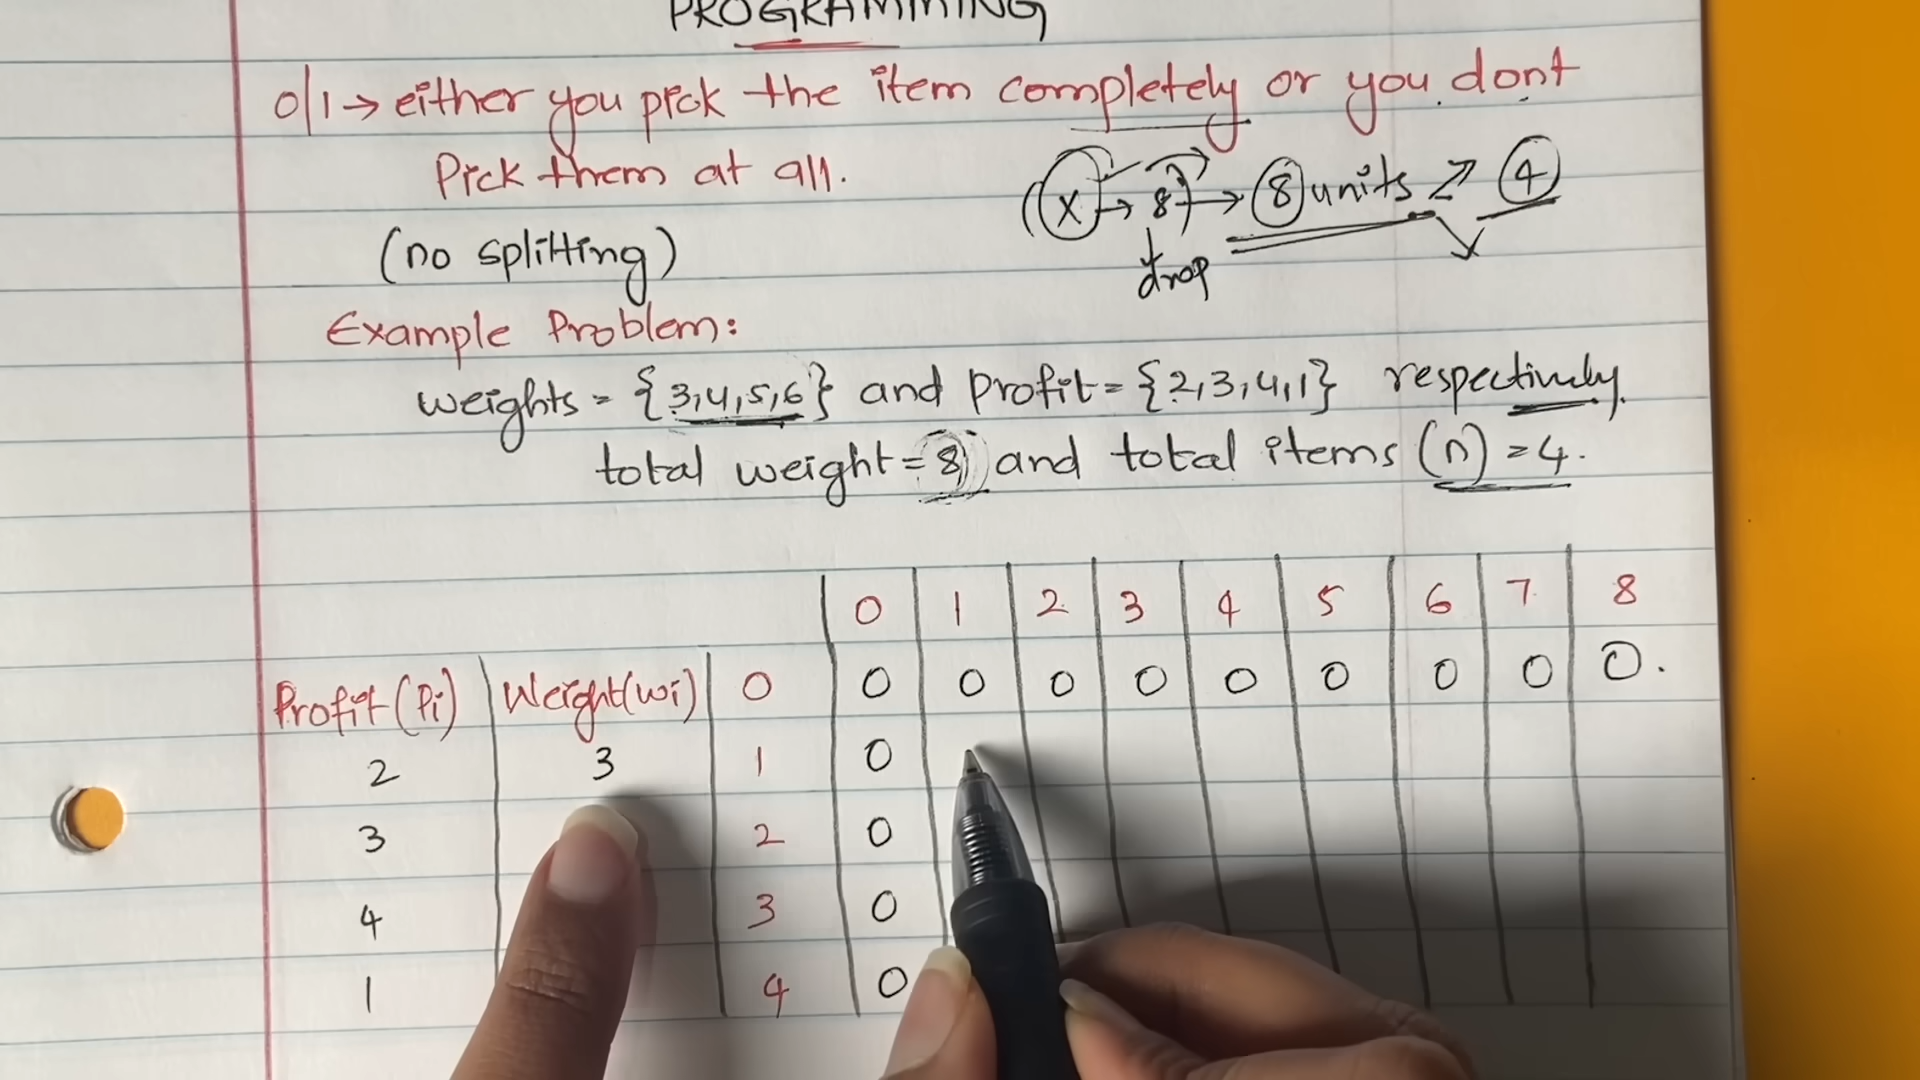 PROGRAMMING
0/1→ either you pick the item completely or you dont
Pick them at all.
(x → 8) → 8 units 4
(no splitting)
drop
Example Problem:
weights = {3,4,5,6} and Profit = {2,3,4,1} respectively.
total weight = 8 and total items (n) = 4.
0 1 2 3 4 5 6 7 8
Profit (Pi) Weight(wi) 0 0 0 0 0 0 0 0 0 0.
2 3 1 0
3 2 0
4 3 0
1 4 0